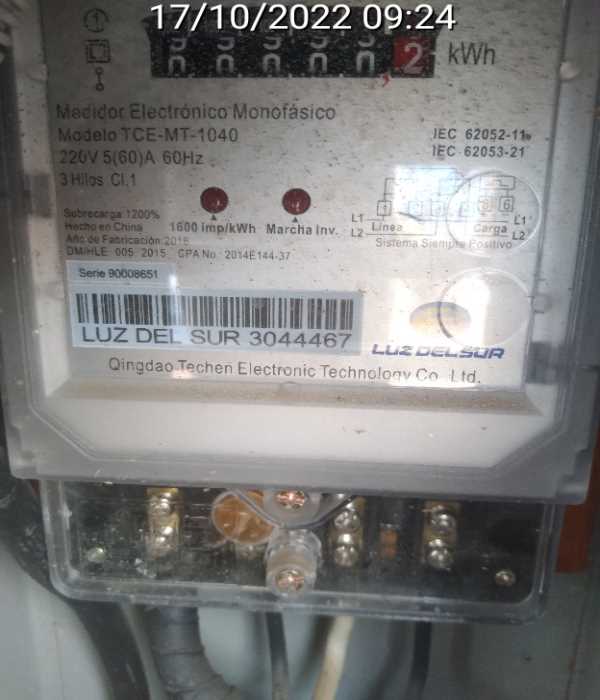 17/10/2022 09:24
2 kWh
Medidor Electrónico Monofásico
Modelo TCE-MT-1040
IEC 62052-11
220V 5(60)A 60Hz
IEC 62053-21
3 Hilos Cl.1
Subrecarga: 1200%
1600 imp/kWh
Marcha Inv.
L1
L2
Línea
Carga
L1'
L2
Hecho en China
Sistema Siempre Positivo
Año de Fabricación:
DM/HLE: 005: 2015 CPA No: 2014E144-37
Serie 90008651
LUZ DEL SUR 3044467
LUZ DEL SUR
Qingdao Techen Electronic Technology Co. Ltd.